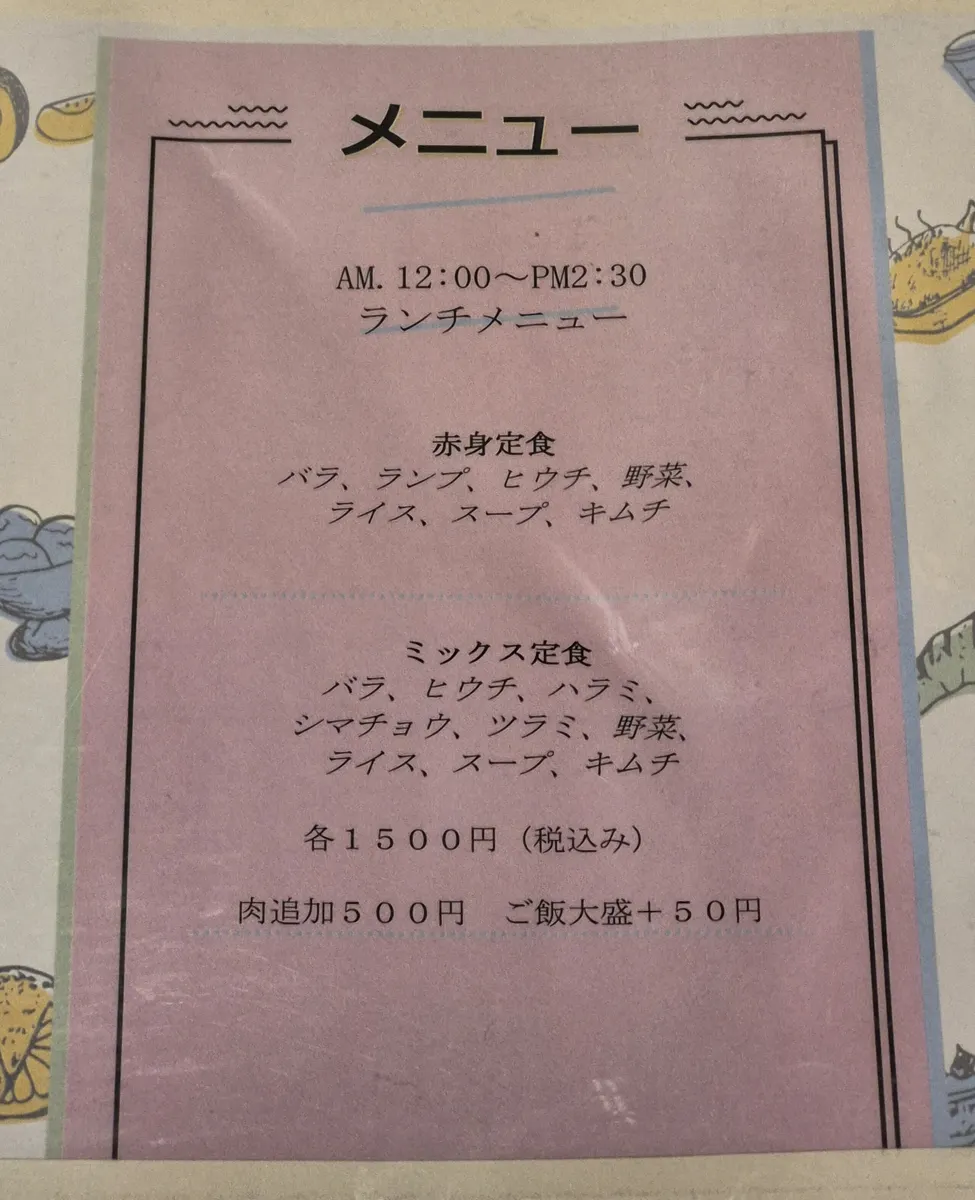 メニュー
AM. 12:00～PM2:30
ランチメニュー
赤身定食
バラ、ランプ、ヒウチ、野菜、
ライス、スープ、キムチ
ミックス定食
バラ、ヒウチ、ハラミ、
シマチョウ、ツラミ、野菜、
ライス、スープ、キムチ
各１５００円（税込み）
肉追加５００円　ご飯大盛＋５０円